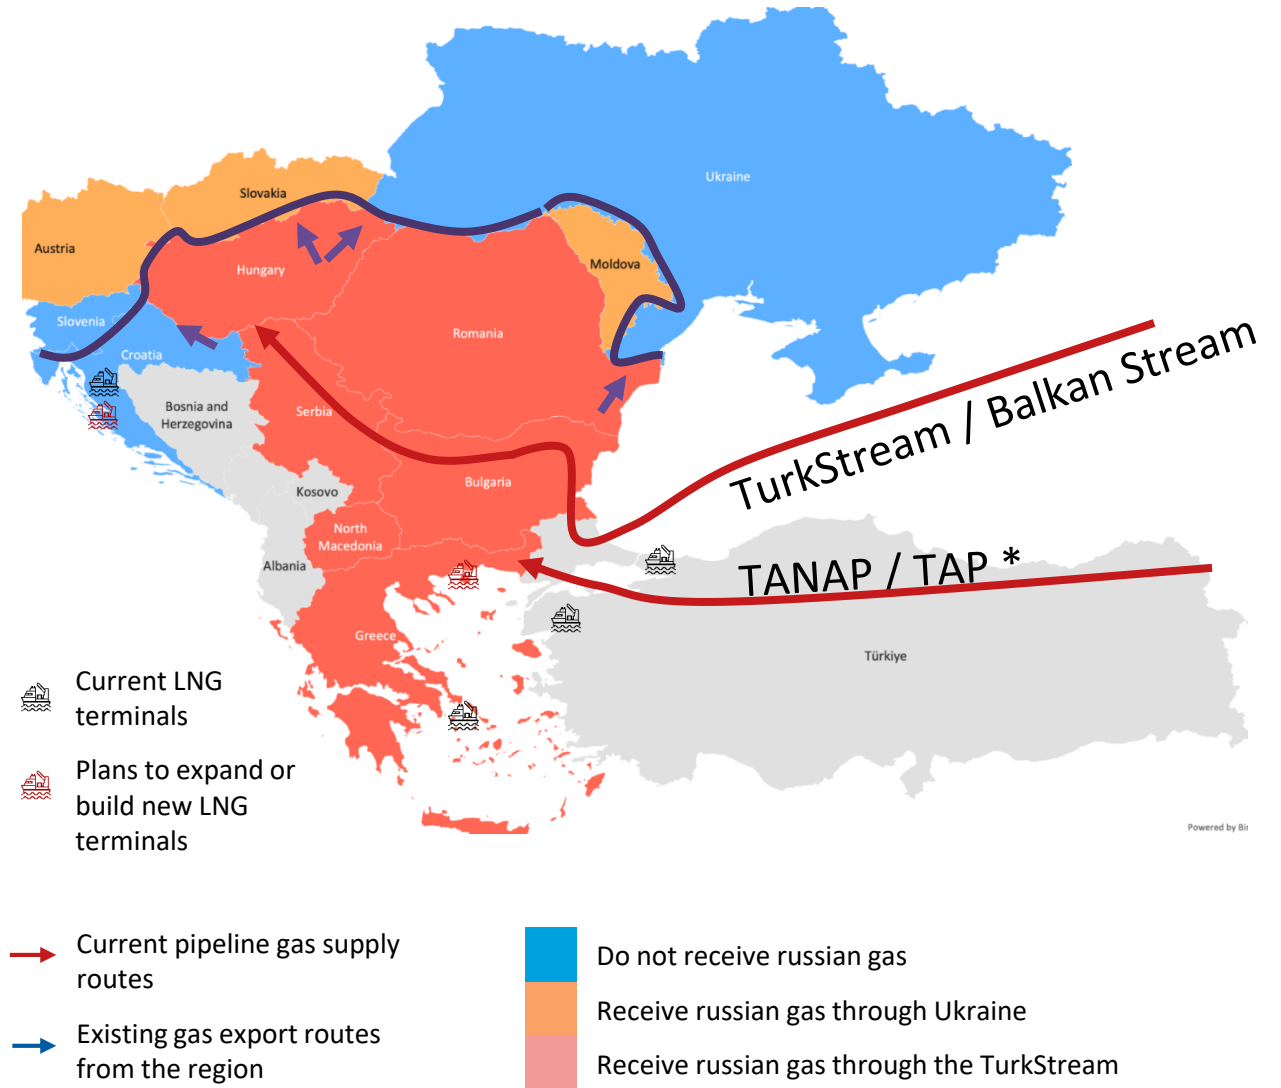 Ukraine
Slovakia
Austria
Moldova
Hungary
Slovenia
Romania
Croatia
TurkStream / Balkan Stream
Bosnia and
Herzegovina
Serbia
Bulgaria
Kosovo
North
Macedonia
Albania
TANAP / TAP *
Greece
Türkiye
Current LNG
terminals
Plans to expand or
build new LNG
terminals
Powered by Bi
Current pipeline gas supply
routes
Existing gas export routes
from the region
Do not receive russian gas
Receive russian gas through Ukraine
Receive russian gas through the TurkStream